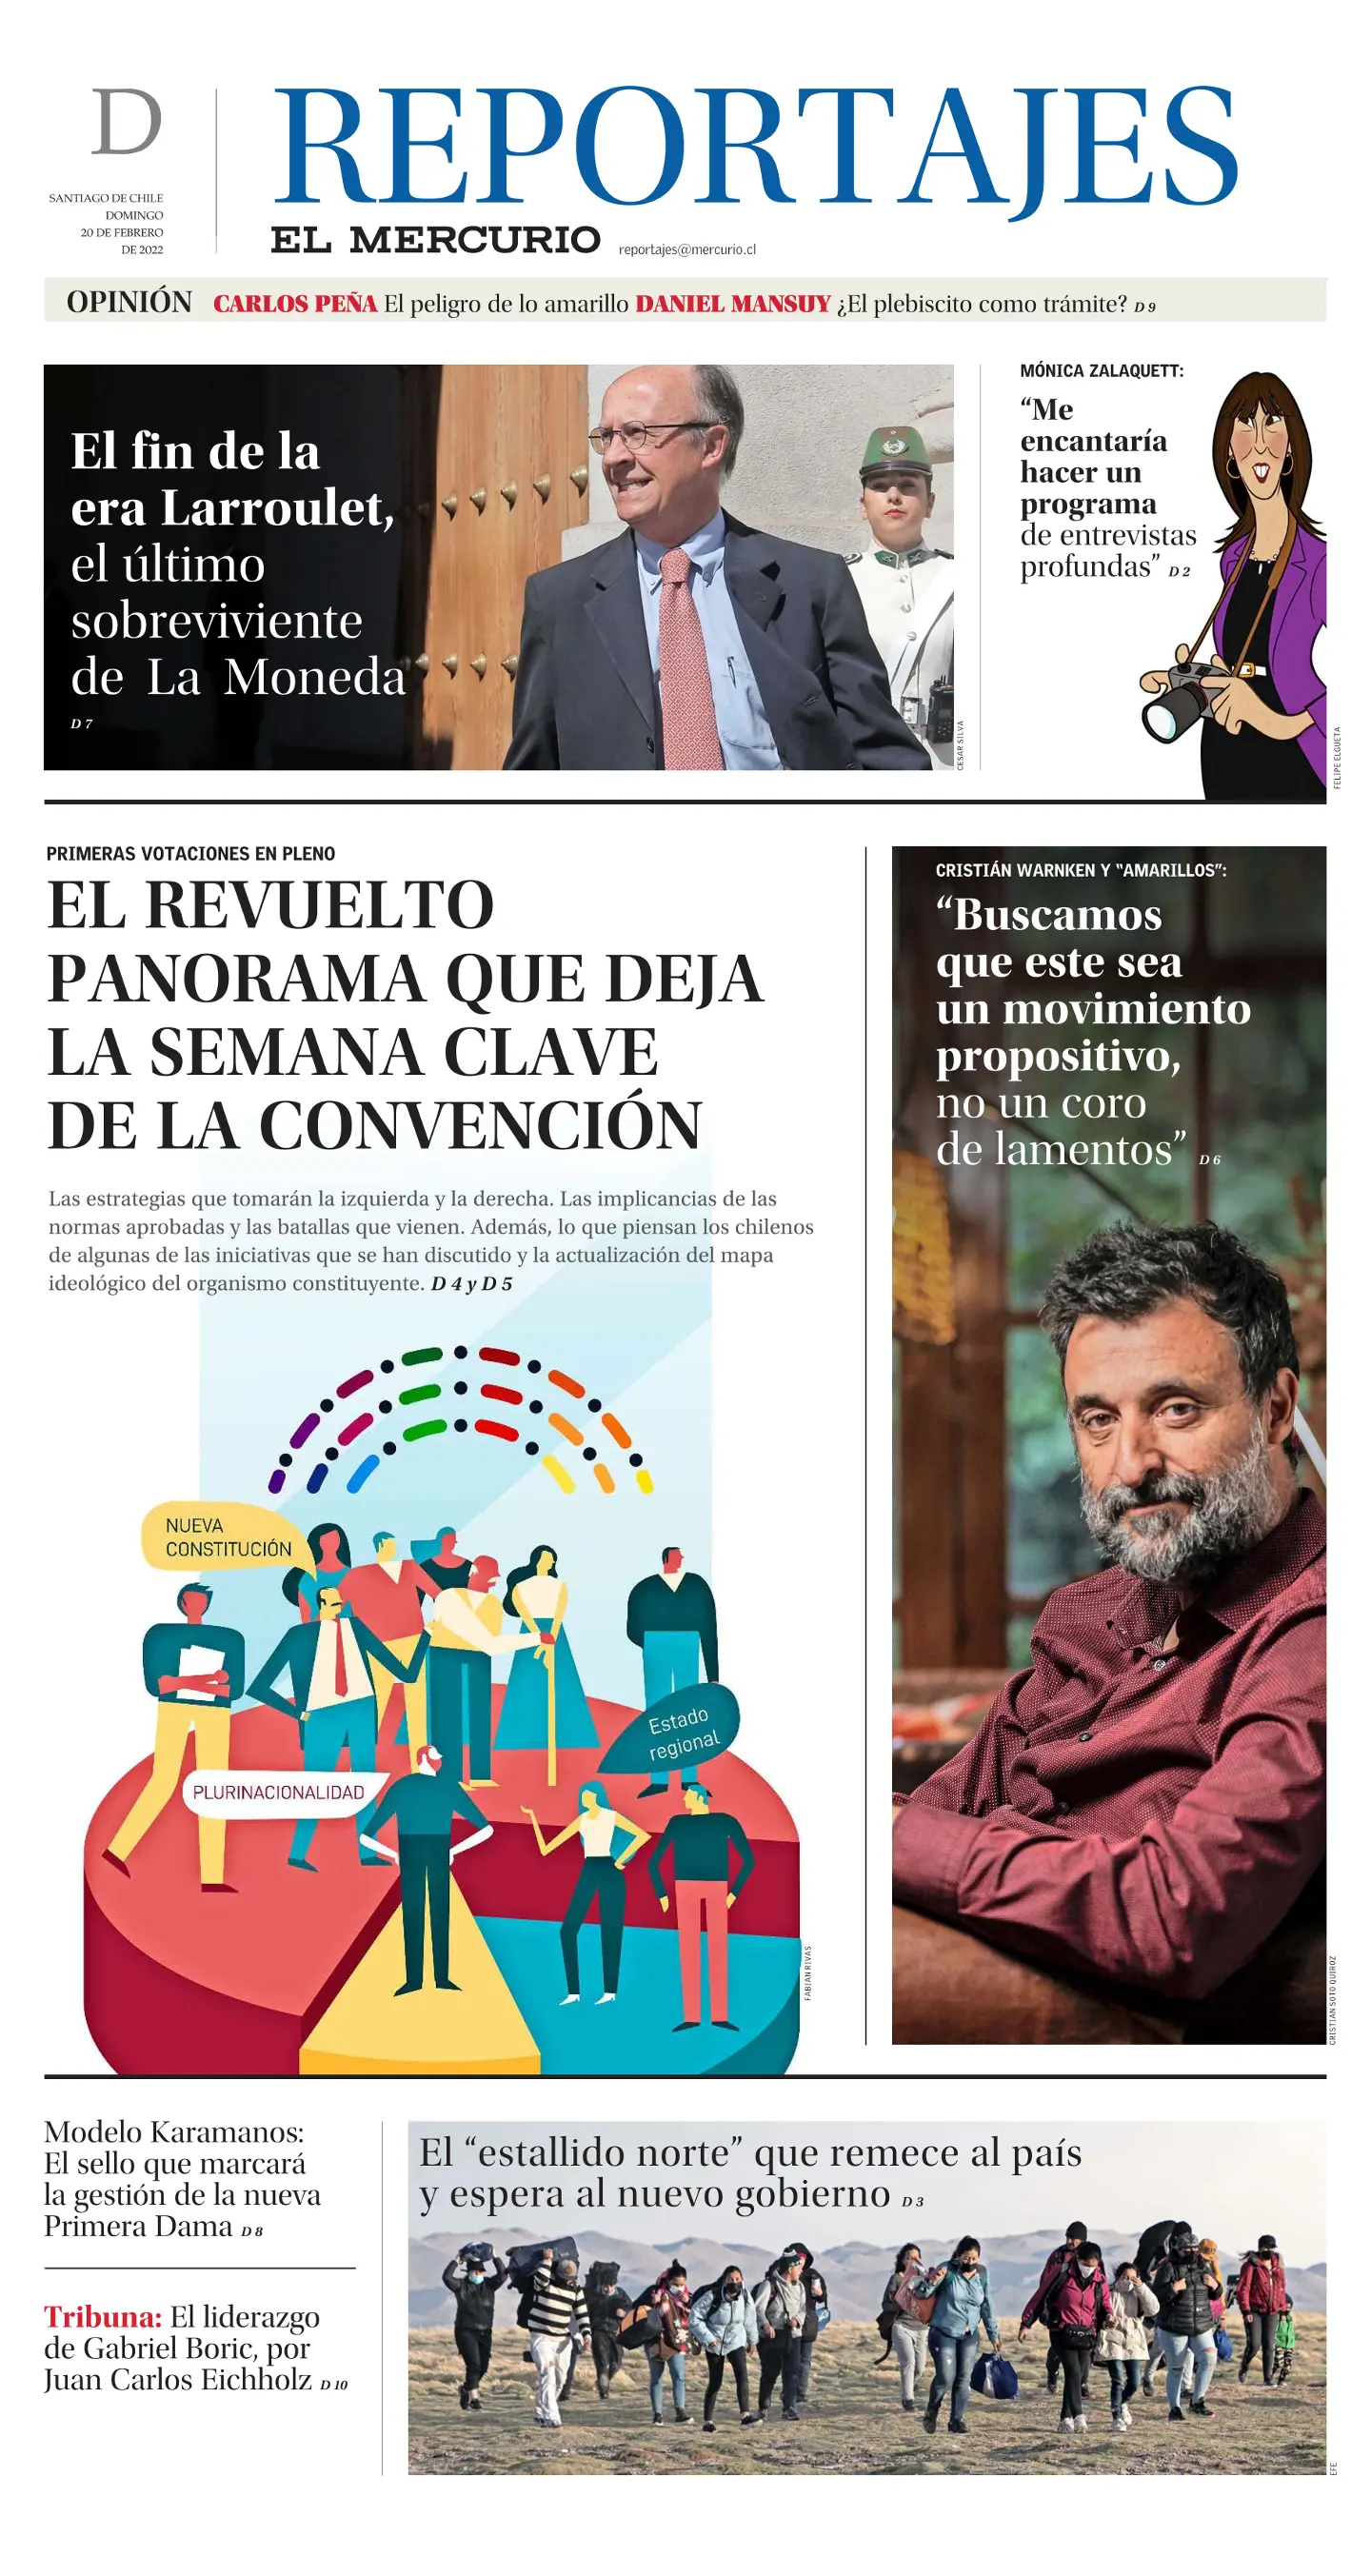 D
SANTIAGO DE CHILE
DOMINGO
20 DE FEBRERO
DE 2022
REPORTAJES
EL MERCURIO reportajes@mercurio.cl
OPINIÓN CARLOS PEÑA El peligro de lo amarillo DANIEL MANSUY ¿El plebiscito como trámite? D 9
El fin de la
era Larroulet,
el último
sobreviviente
de La Moneda
D 7
CESAR SILVA
MÓNICA ZALAQUETT:
“Me
encantaría
hacer un
programa
de entrevistas
profundas” D 2
FELIPE ELGUETA
PRIMERAS VOTACIONES EN PLENO
EL REVUELTO
PANORAMA QUE DEJA
LA SEMANA CLAVE
DE LA CONVENCIÓN
Las estrategias que tomarán la izquierda y la derecha. Las implicancias de las
normas aprobadas y las batallas que vienen. Además, lo que piensan los chilenos
de algunas de las iniciativas que se han discutido y la actualización del mapa
ideológico del organismo constituyente. D 4 y D 5
NUEVA
CONSTITUCIÓN
Estado
regional
PLURINACIONALIDAD
FABIAN RIVAS
CRISTIÁN WARNKEN Y “AMARILLOS”:
“Buscamos
que este sea
un movimiento
propositivo,
no un coro
de lamentos” D 6
CRISTIAN SOTO QUIROZ
Modelo Karamanos:
El sello que marcará
la gestión de la nueva
Primera Dama D 8
Tribuna: El liderazgo
de Gabriel Boric, por
Juan Carlos Eichholz D 10
El “estallido norte” que remece al país
y espera al nuevo gobierno D 3
EFE